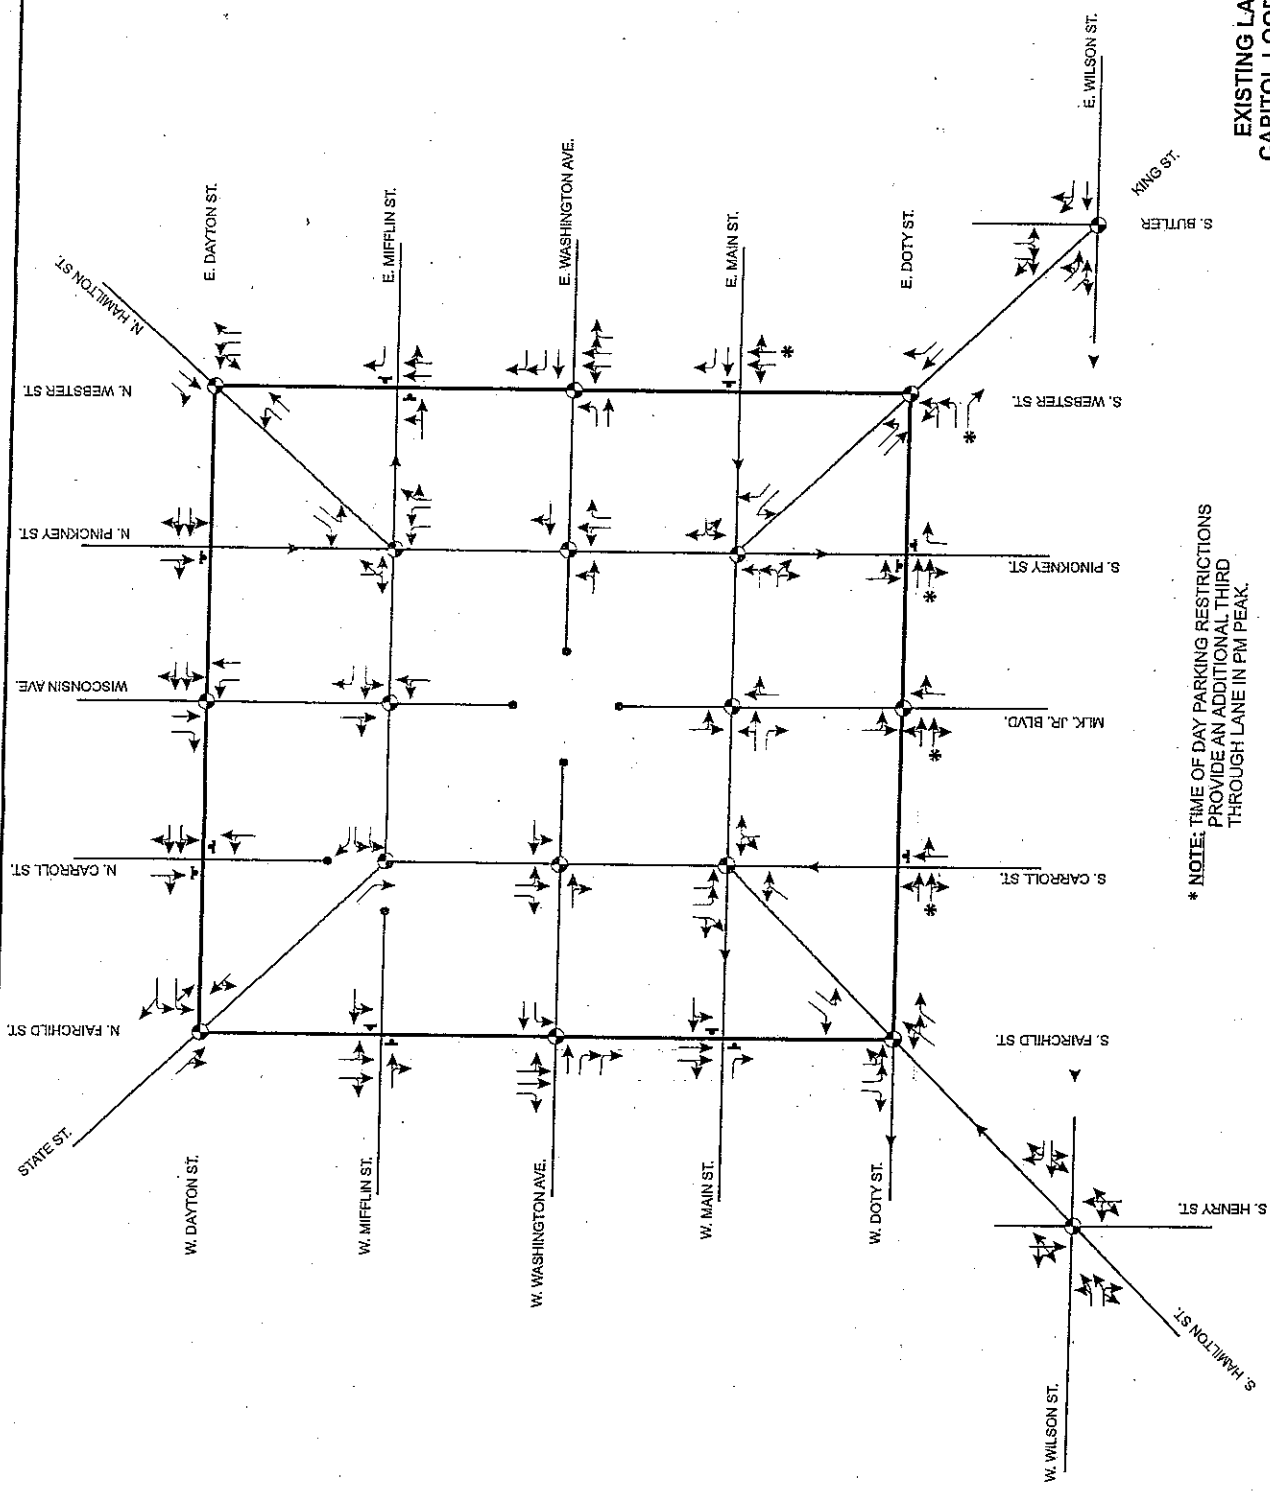 EXISTING LA
CAPITOL LOOP
STATE ST.
N. FAIRCHILD ST.
N. CARROLL ST.
WISCONSIN AVE.
N. PINCKNEY ST.
N. WEBSTER ST.
N. HAMILTON ST.
W. DAYTON ST.
E. DAYTON ST.
W. MIFFLIN ST.
E. MIFFLIN ST.
W. WASHINGTON AVE.
E. WASHINGTON AVE.
W. MAIN ST.
E. MAIN ST.
W. DOTY ST.
E. DOTY ST.
S. FAIRCHILD ST.
S. CARROLL ST.
MLK. JR. BLVD.
S. PINCKNEY ST.
S. WEBSTER ST.
W. WILSON ST.
S. HAMILTON ST.
S. HENRY ST.
S. BUTLER
KING ST.
E. WILSON ST.
*
*
*
*
*
* NOTE: TIME OF DAY PARKING RESTRICTIONS
PROVIDE AN ADDITIONAL THIRD
THROUGH LANE IN PM PEAK.